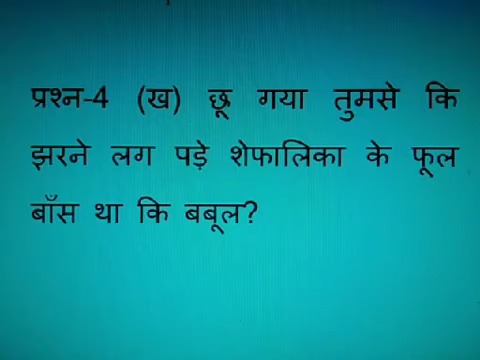 प्रश्न-4 (ख) छू गया तुमसे कि
झरने लग पड़े शेफालिका के फूल
बाँस था कि बबूल?